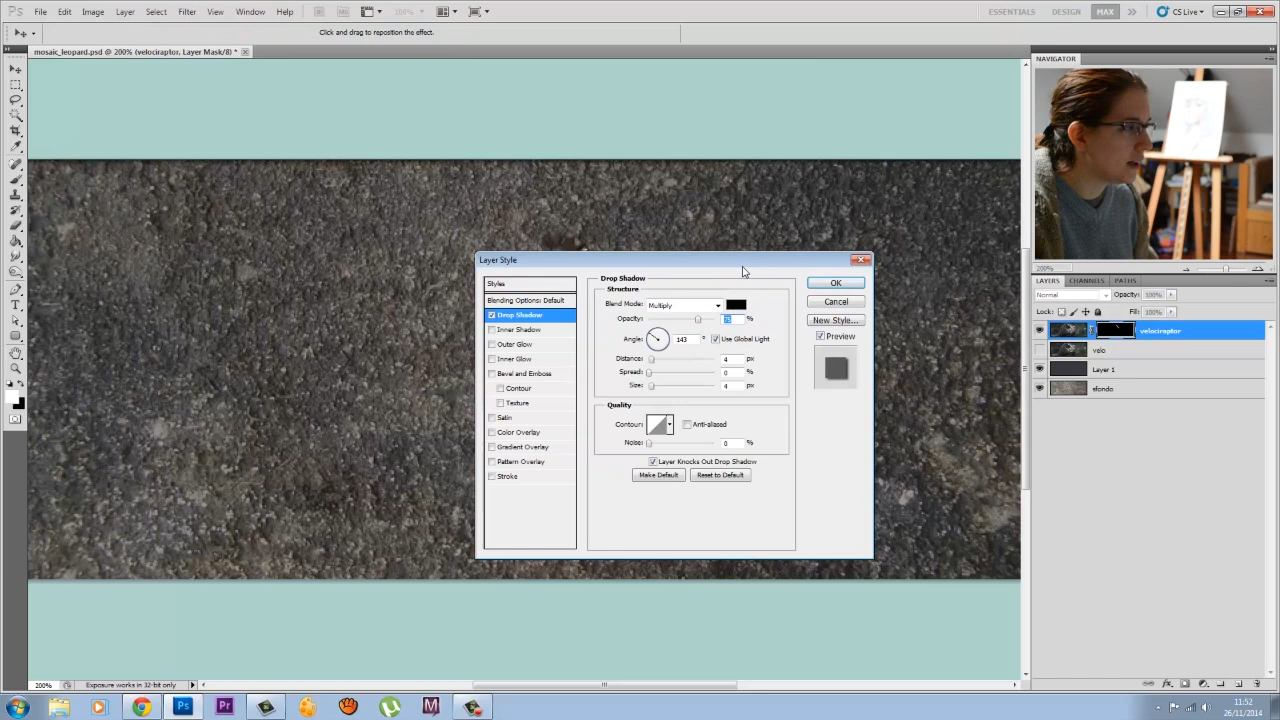 Ps File Edit Image Layer Select Filter Analysis 3D View Window Help
ESSENTIALS DESIGN MAX CS Live
Click and drag to reposition the effect.
mosaic_leopard.psd @ 200% (velociraptor, Layer Mask/8) *
NAVIGATOR
Layer Style
Styles
Blending Options: Default
Drop Shadow
Inner Shadow
Outer Glow
Inner Glow
Bevel and Emboss
Contour
Texture
Satin
Color Overlay
Gradient Overlay
Pattern Overlay
Stroke
Drop Shadow
Structure
Blend Mode: Multiply
Opacity: 75 %
Angle: 143 ° Use Global Light
Distance: 4 px
Spread: 0 %
Size: 4 px
Quality
Contour: Anti-aliased
Noise: 0 %
Layer Knocks Out Drop Shadow
Make Default Reset to Default
OK
Cancel
New Style...
Preview
200%
LAYERS CHANNELS PATHS
Normal Opacity: 100%
Lock: Fill: 100%
velociraptor
velo
Layer 1
sfondo
200% Exposure works in 32-bit only
Ps Pr M
11:52
26/11/2014